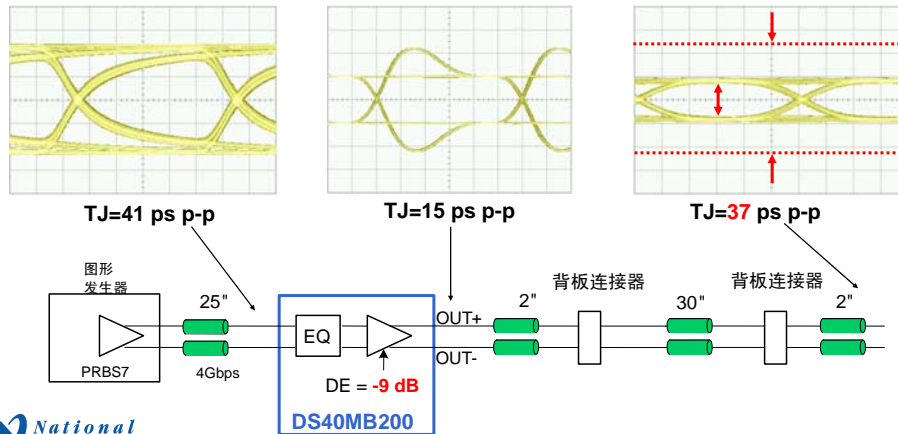 TJ=41 ps p-p
TJ=15 ps p-p
TJ=37 ps p-p
图形
发生器
25"
2"
背板连接器
30"
背板连接器
2"
OUT+
EQ
OUT-
PRBS7
4Gbps
DE = -9 dB
DS40MB200
National